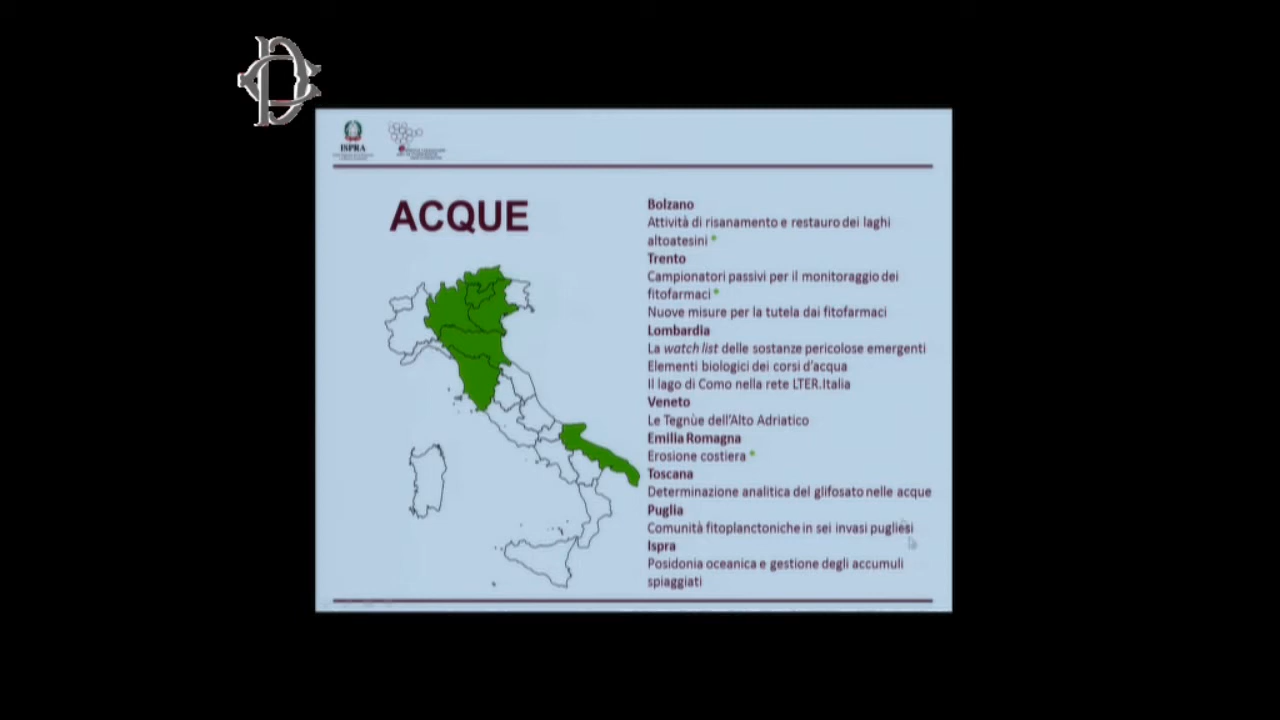 ISPRA
ACQUE
Bolzano
Attività di risanamento e restauro dei laghi
altoatesini *
Trento
Campionatori passivi per il monitoraggio dei
fitofarmaci *
Nuove misure per la tutela dai fitofarmaci
Lombardia
La watch list delle sostanze pericolose emergenti
Elementi biologici dei corsi d'acqua
Il lago di Como nella rete LTER.Italia
Veneto
Le Tegnùe dell'Alto Adriatico
Emilia Romagna
Erosione costiera *
Toscana
Determinazione analitica del glifosato nelle acque
Puglia
Comunità fitoplanctoniche in sei invasi pugliesi
Ispra
Posidonia oceanica e gestione degli accumuli
spiaggiati